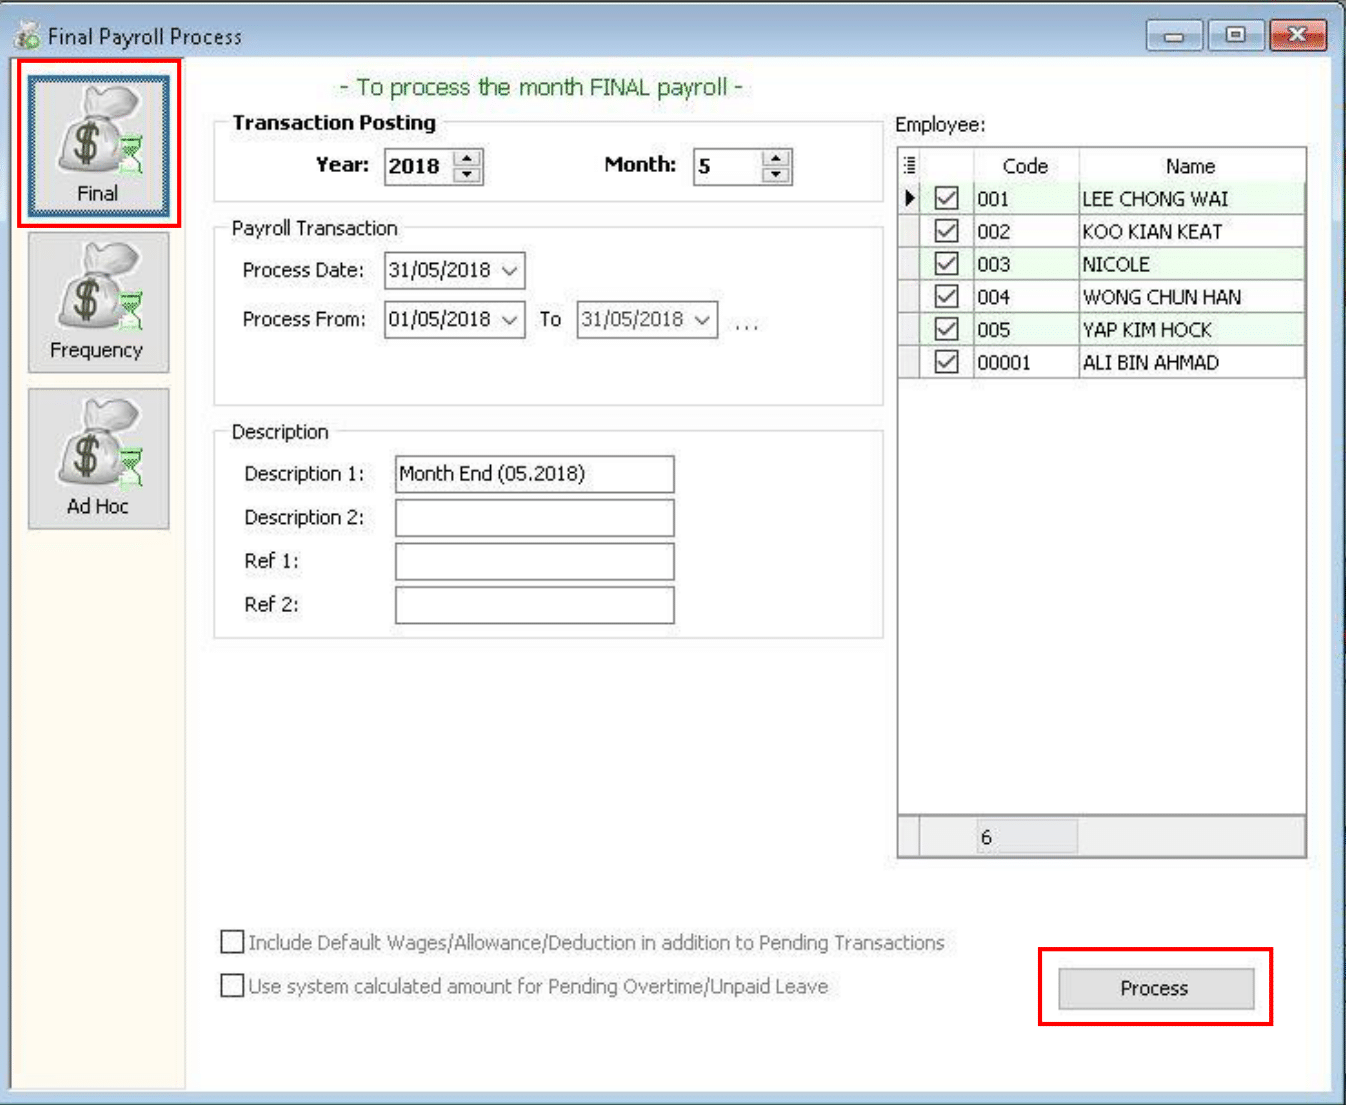 Final Payroll Process
Final
Frequency
Ad Hoc
- To process the month FINAL payroll -
Transaction Posting
Year: 2018 Month: 5
Payroll Transaction
Process Date: 31/05/2018
Process From: 01/05/2018 To 31/05/2018 ...
Description
Description 1: Month End (05.2018)
Description 2:
Ref 1:
Ref 2:
Employee:
Code Name
001 LEE CHONG WAI
002 KOO KIAN KEAT
003 NICOLE
004 WONG CHUN HAN
005 YAP KIM HOCK
00001 ALI BIN AHMAD
6
Include Default Wages/Allowance/Deduction in addition to Pending Transactions
Use system calculated amount for Pending Overtime/Unpaid Leave
Process